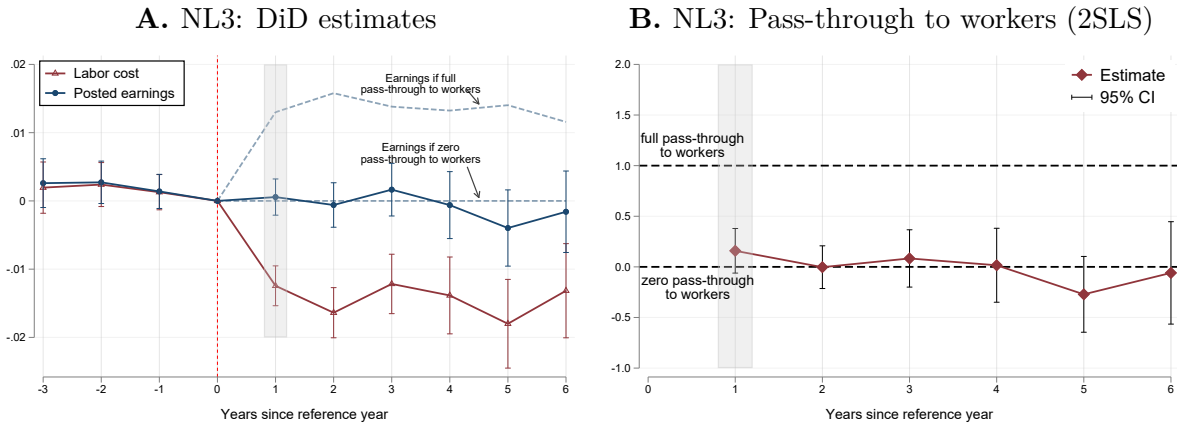 A. NL3: DiD estimates
.02
.01
0
-.01
-.02
Labor cost
Posted earnings
Earnings if full
pass-through to workers
Earnings if zero
pass-through to workers
-3 -2 -1 0 1 2 3 4 5 6
Years since reference year
B. NL3: Pass-through to workers (2SLS)
2.0
1.5
1.0
0.5
0.0
-0.5
-1.0
Estimate
95% CI
full pass-through
to workers
zero pass-through
to workers
0 1 2 3 4 5 6
Years since reference year